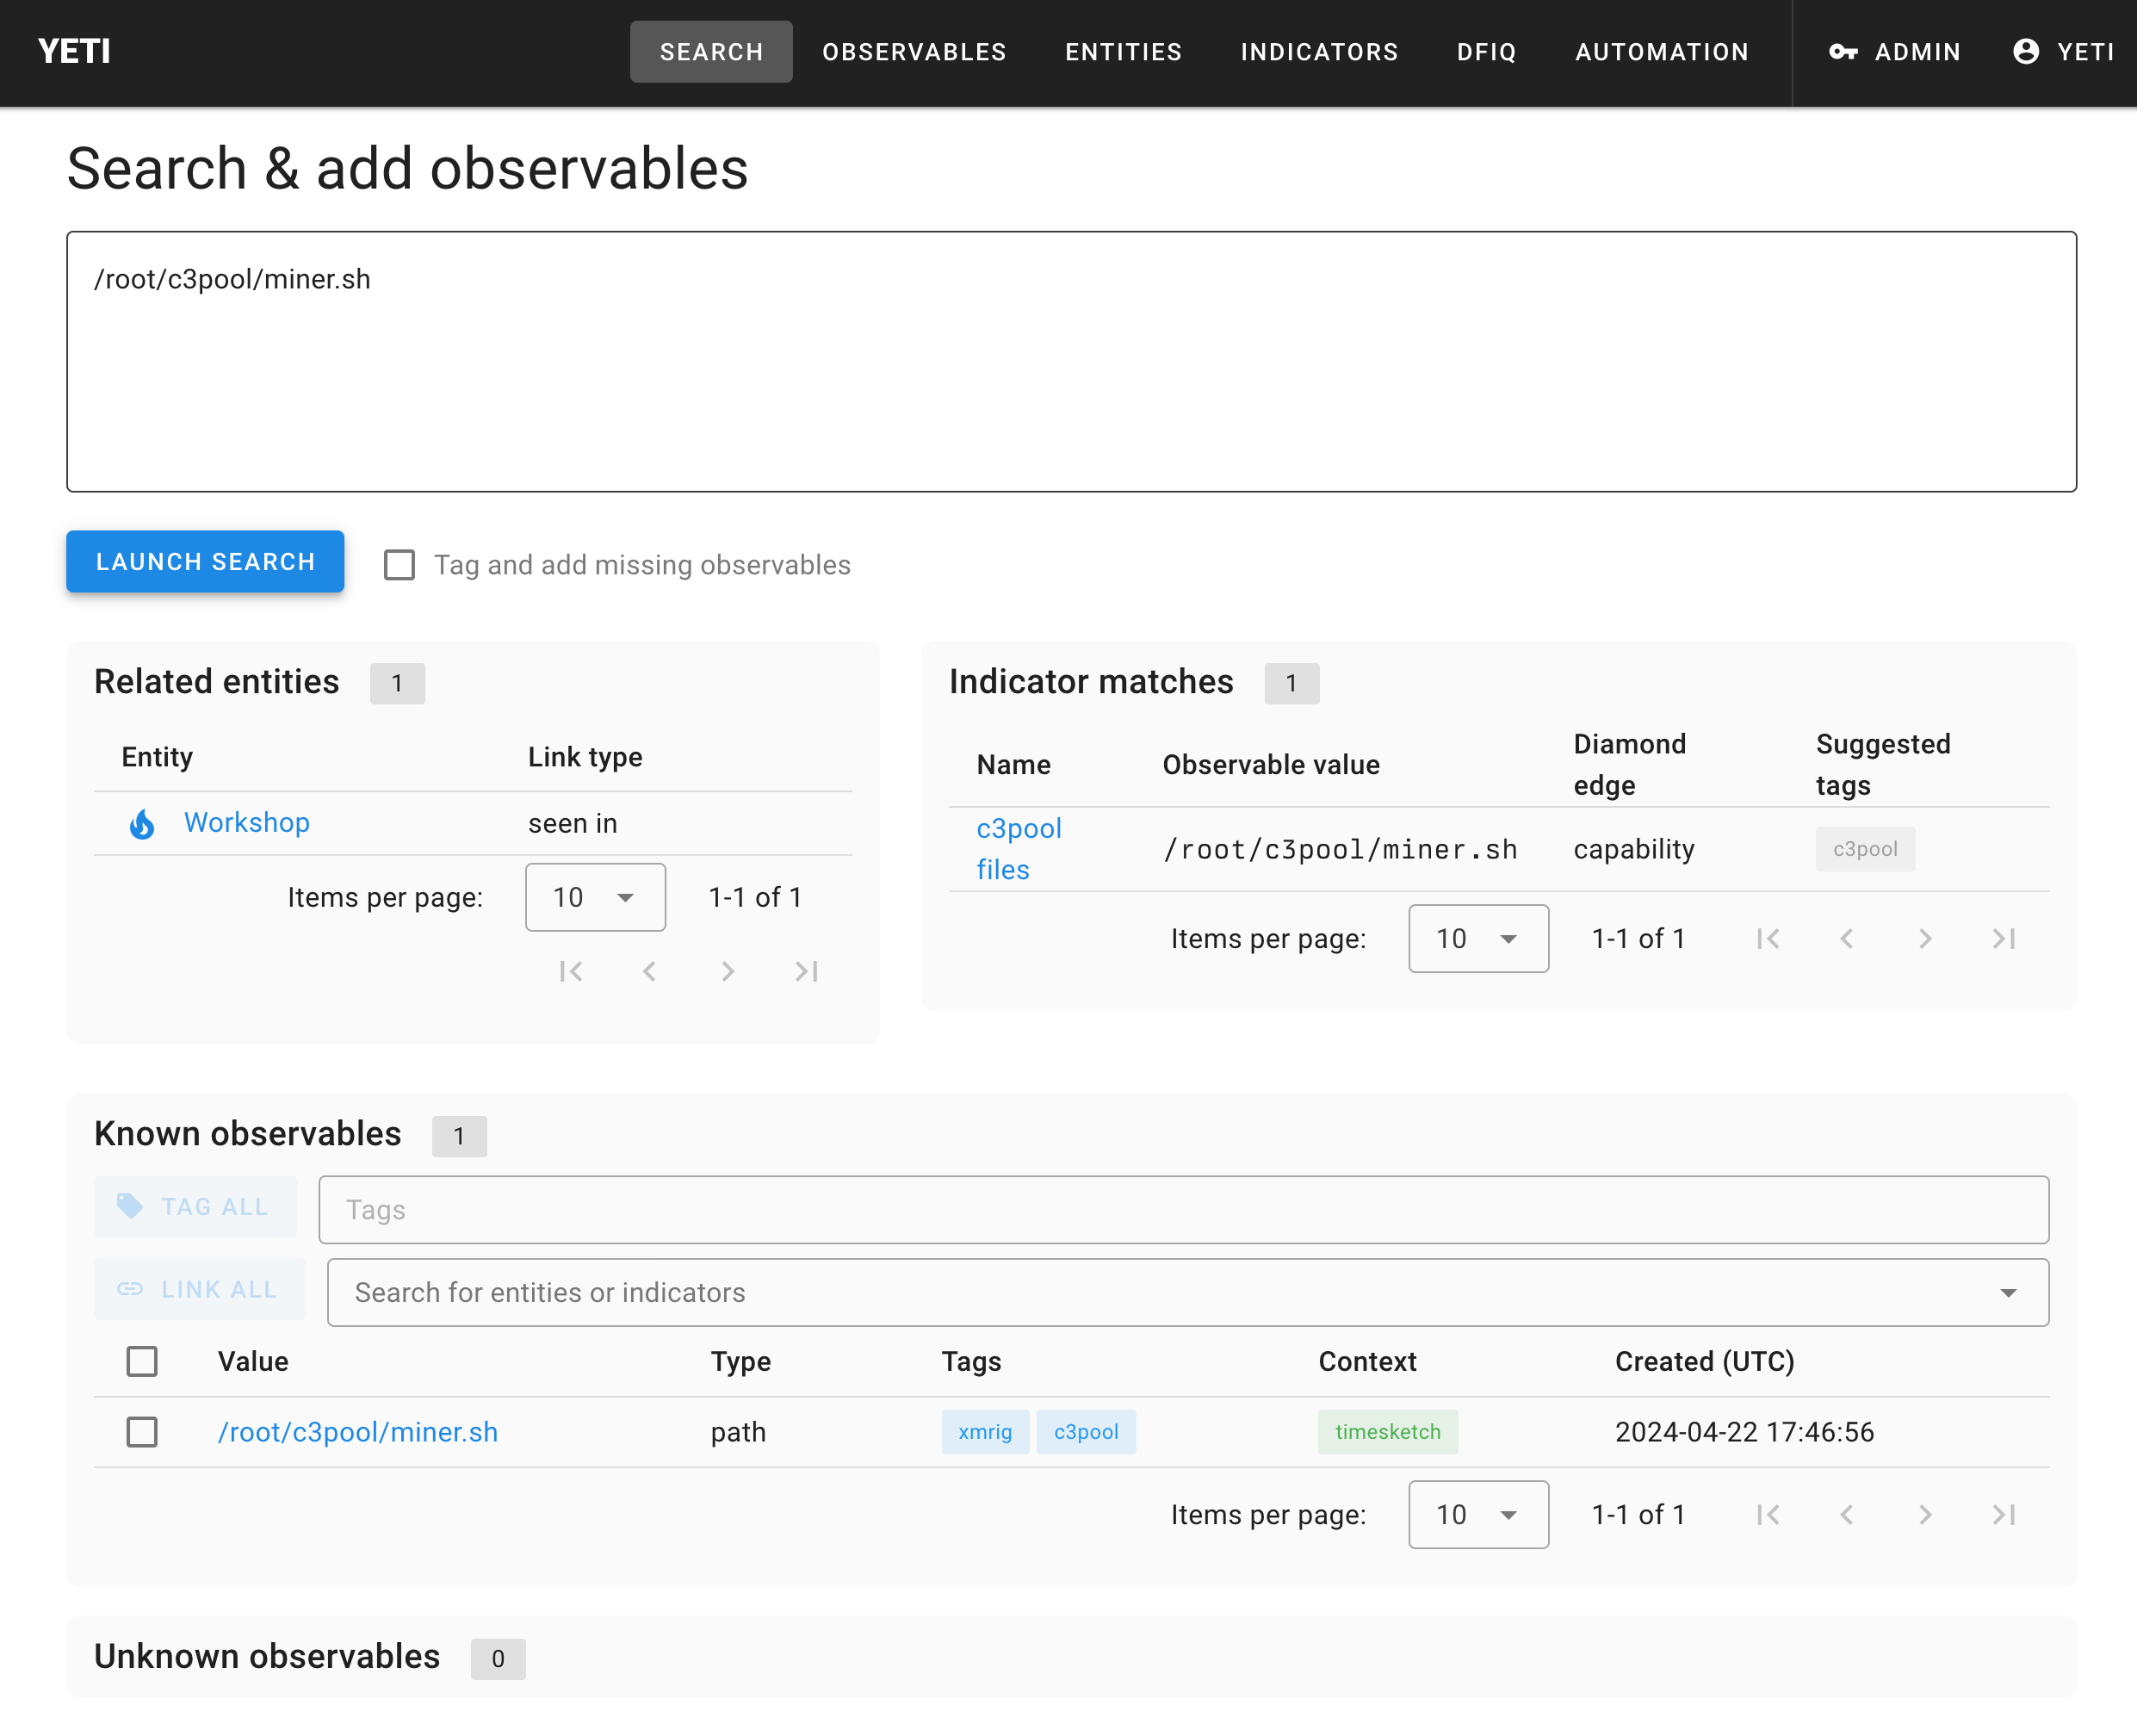 YETI
SEARCH
OBSERVABLES
ENTITIES
INDICATORS
DFIQ
AUTOMATION
ADMIN
YETI
Search & add observables
/root/c3pool/miner.sh
LAUNCH SEARCH
Tag and add missing observables
Related entities 1
Entity Link type
Workshop seen in
Items per page: 10 1-1 of 1
Indicator matches 1
Name Observable value Diamond edge Suggested tags
c3pool files /root/c3pool/miner.sh capability c3pool
Items per page: 10 1-1 of 1
Known observables 1
TAG ALL Tags
LINK ALL Search for entities or indicators
Value Type Tags Context Created (UTC)
/root/c3pool/miner.sh path xmrig c3pool timesketch 2024-04-22 17:46:56
Items per page: 10 1-1 of 1
Unknown observables 0